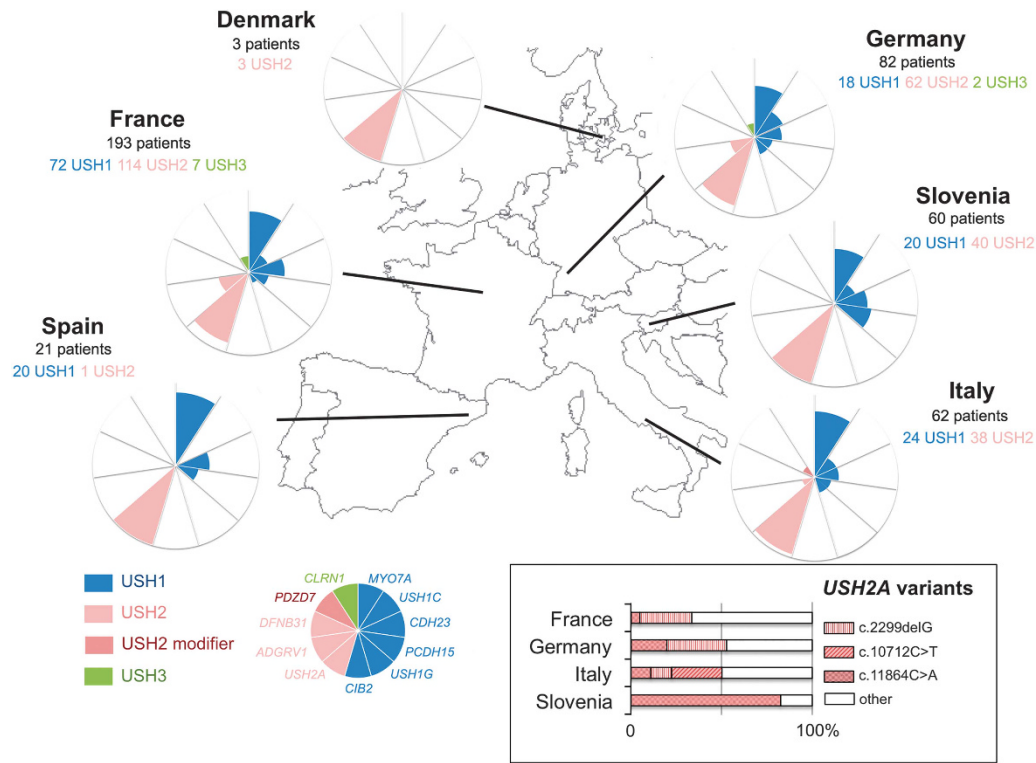 Denmark
3 patients
3 USH2
Germany
82 patients
18 USH1 62 USH2 2 USH3
France
193 patients
72 USH1 114 USH2 7 USH3
Slovenia
60 patients
20 USH1 40 USH2
Spain
21 patients
20 USH1 1 USH2
Italy
62 patients
24 USH1 38 USH2
USH1
USH2
USH2 modifier
USH3
CLRN1
MYO7A
PDZD7
USH1C
DFNB31
CDH23
ADGRV1
PCDH15
USH2A
USH1G
CIB2
USH2A variants
France
Germany
Italy
Slovenia
0
100%
c.2299delG
c.10712C>T
c.11864C>A
other